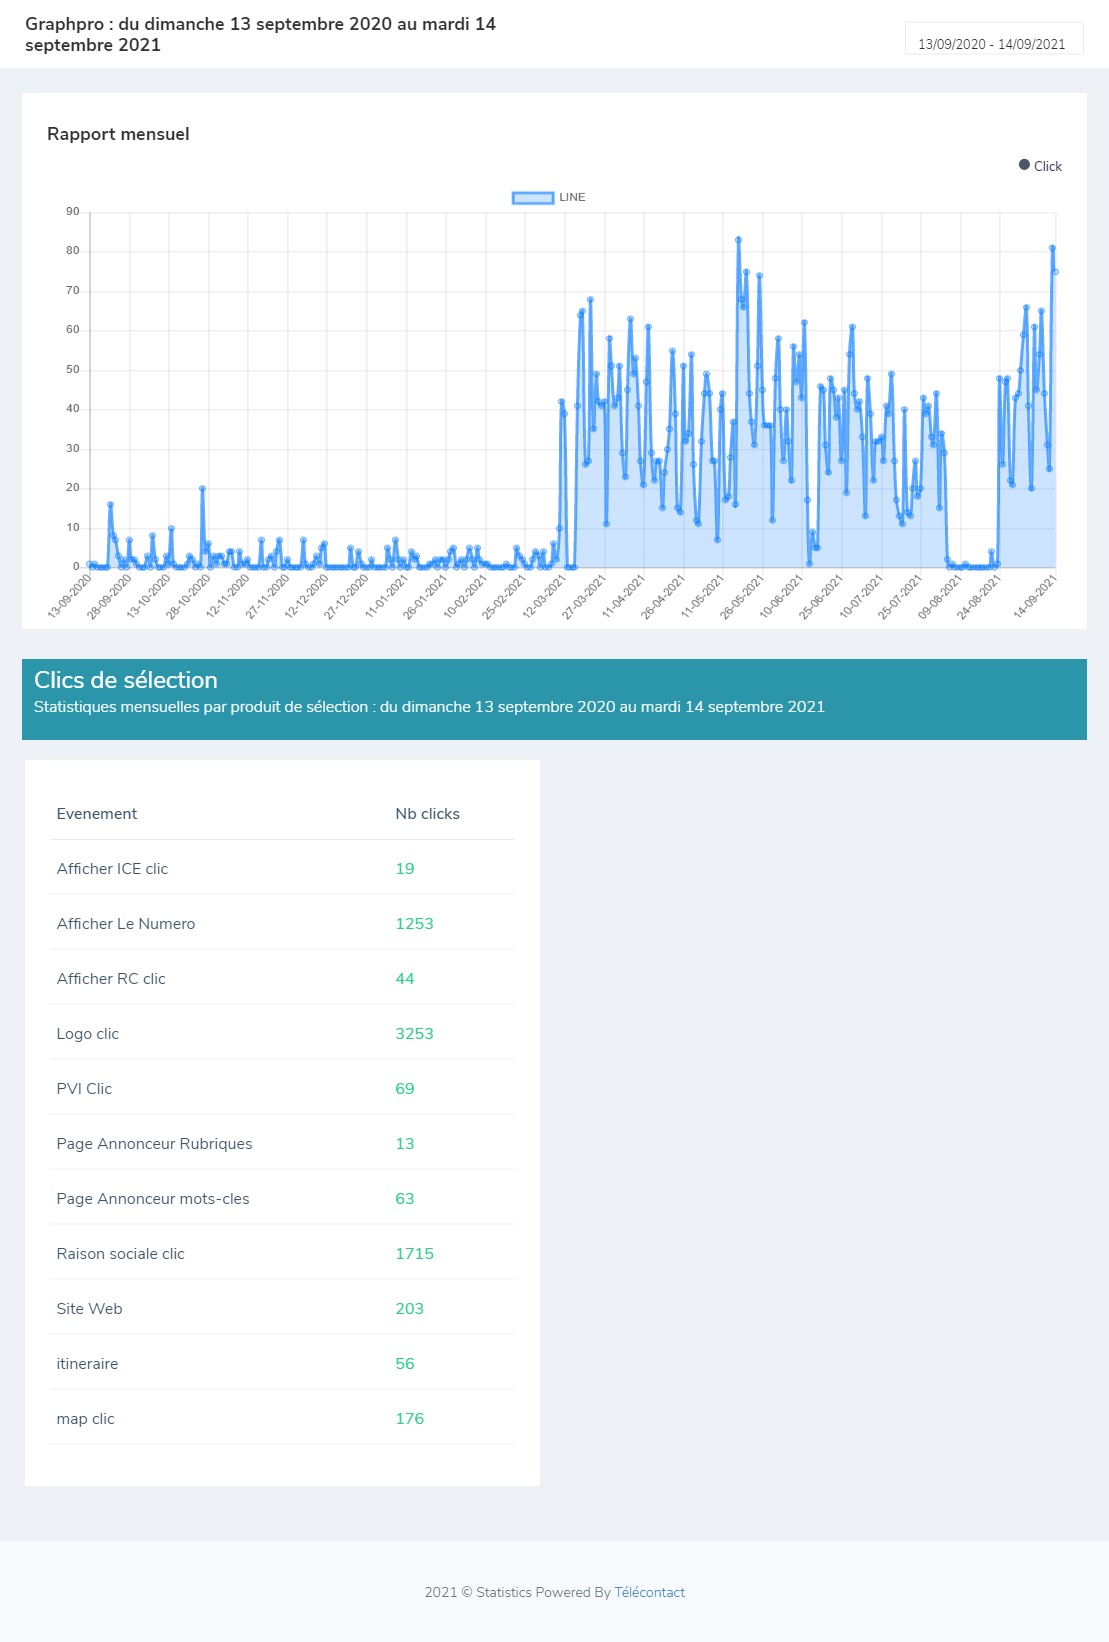 Graphpro : du dimanche 13 septembre 2020 au mardi 14
septembre 2021
13/09/2020 - 14/09/2021
Rapport mensuel
Click
LINE
90
80
70
60
50
40
30
20
10
0
13-09-2020
28-09-2020
13-10-2020
28-10-2020
12-11-2020
27-11-2020
12-12-2020
27-12-2020
11-01-2021
26-01-2021
10-02-2021
25-02-2021
12-03-2021
27-03-2021
11-04-2021
26-04-2021
11-05-2021
26-05-2021
10-06-2021
25-06-2021
10-07-2021
25-07-2021
09-08-2021
24-08-2021
14-09-2021
Clics de sélection
Statistiques mensuelles par produit de sélection : du dimanche 13 septembre 2020 au mardi 14 septembre 2021
Evenement Nb clicks
Afficher ICE clic 19
Afficher Le Numero 1253
Afficher RC clic 44
Logo clic 3253
PVI Clic 69
Page Annonceur Rubriques 13
Page Annonceur mots-cles 63
Raison sociale clic 1715
Site Web 203
itineraire 56
map clic 176
2021 © Statistics Powered By Télécontact